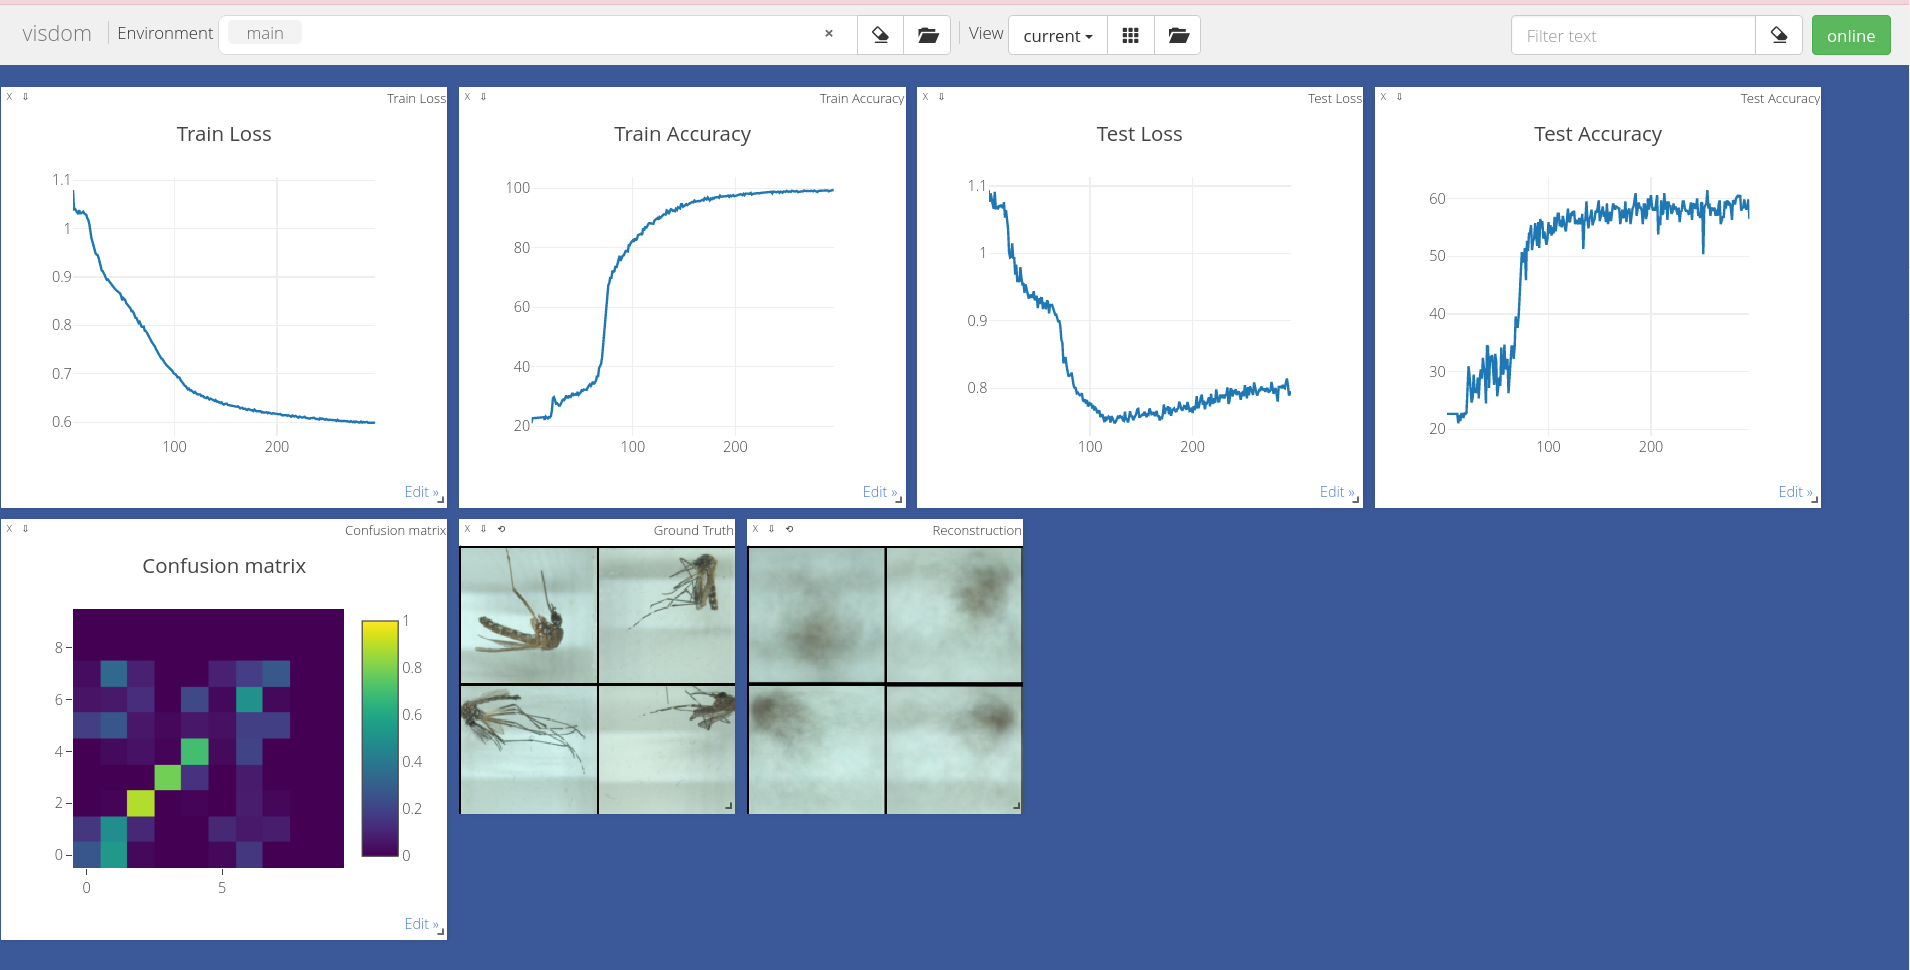 visdom Environment main × View current Filter text online
X ⇩ Train Loss
Train Loss
1.1
1
0.9
0.8
0.7
0.6
100 200
Edit »
X ⇩ Train Accuracy
Train Accuracy
100
80
60
40
20
100 200
Edit »
X ⇩ Test Loss
Test Loss
1.1
1
0.9
0.8
100 200
Edit »
X ⇩ Test Accuracy
Test Accuracy
60
50
40
30
20
100 200
Edit »
X ⇩ Confusion matrix
Confusion matrix
8
6
4
2
0
0 5
1
0.8
0.6
0.4
0.2
0
Edit »
X ⇩ ⟲ Ground Truth
X ⇩ ⟲ Reconstruction